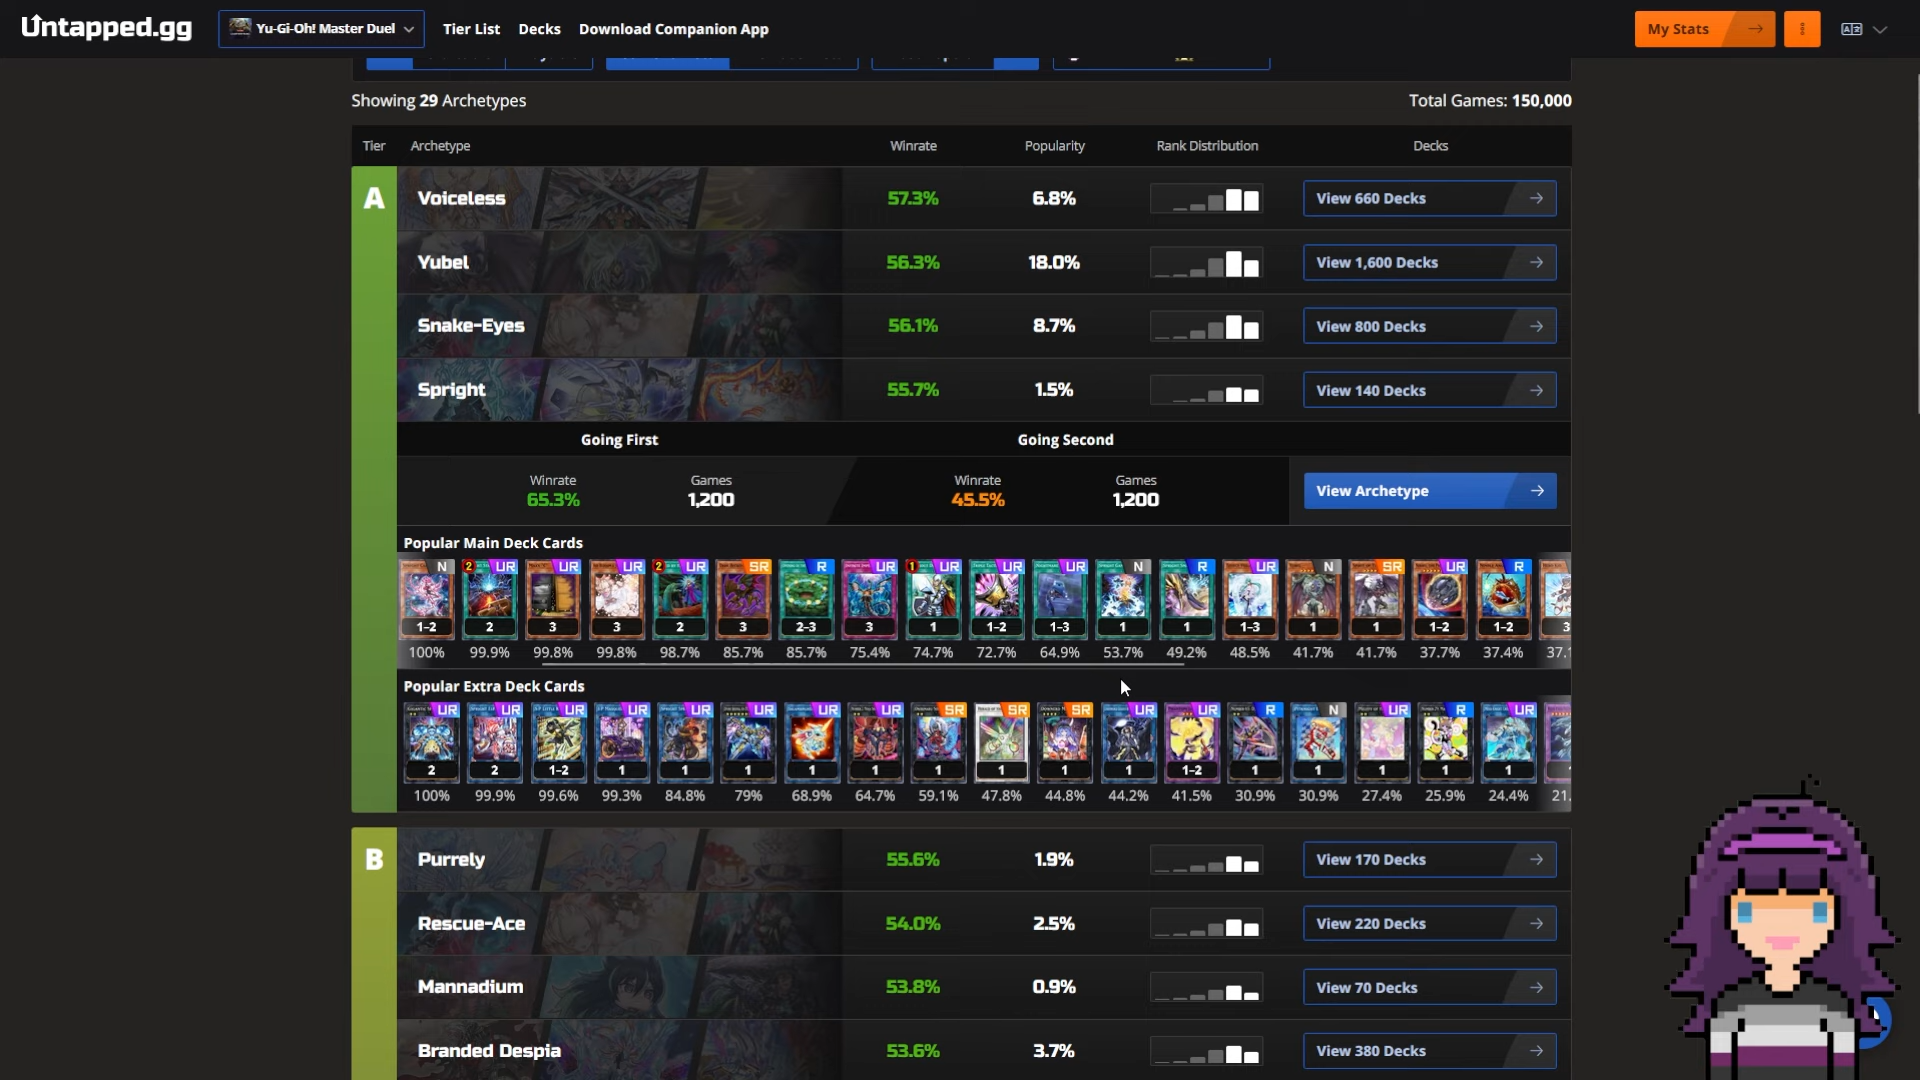 Untapped.gg
Yu-Gi-Oh! Master Duel
Tier List
Decks
Download Companion App
My Stats
Showing 29 Archetypes
Total Games: 150,000
Tier Archetype Winrate Popularity Rank Distribution Decks
A
Voiceless 57.3% 6.8% View 660 Decks
Yubel 56.3% 18.0% View 1,600 Decks
Snake-Eyes 56.1% 8.7% View 800 Decks
Spright 55.7% 1.5% View 140 Decks
Going First Going Second
Winrate Games Winrate Games
65.3% 1,200 45.5% 1,200
View Archetype
Popular Main Deck Cards
N 2 UR UR UR 2 UR SR R UR 1 UR UR UR N R UR N SR UR R
1-2 2 3 3 2 3 2-3 3 1 1-2 1-3 1 1 1-3 1 1 1-2 1-2 3
100% 99.9% 99.8% 99.8% 98.7% 85.7% 85.7% 75.4% 74.7% 72.7% 64.9% 53.7% 49.2% 48.5% 41.7% 41.7% 37.7% 37.4% 37.1
Popular Extra Deck Cards
UR UR UR UR UR UR UR UR SR SR SR UR UR R N UR R UR
2 2 1-2 1 1 1 1 1 1 1 1 1 1-2 1 1 1 1 1
100% 99.9% 99.6% 99.3% 84.8% 79% 68.9% 64.7% 59.1% 47.8% 44.8% 44.2% 41.5% 30.9% 30.9% 27.4% 25.9% 24.4% 21.
B
Purrely 55.6% 1.9% View 170 Decks
Rescue-Ace 54.0% 2.5% View 220 Decks
Mannadium 53.8% 0.9% View 70 Decks
Branded Despia 53.6% 3.7% View 380 Decks